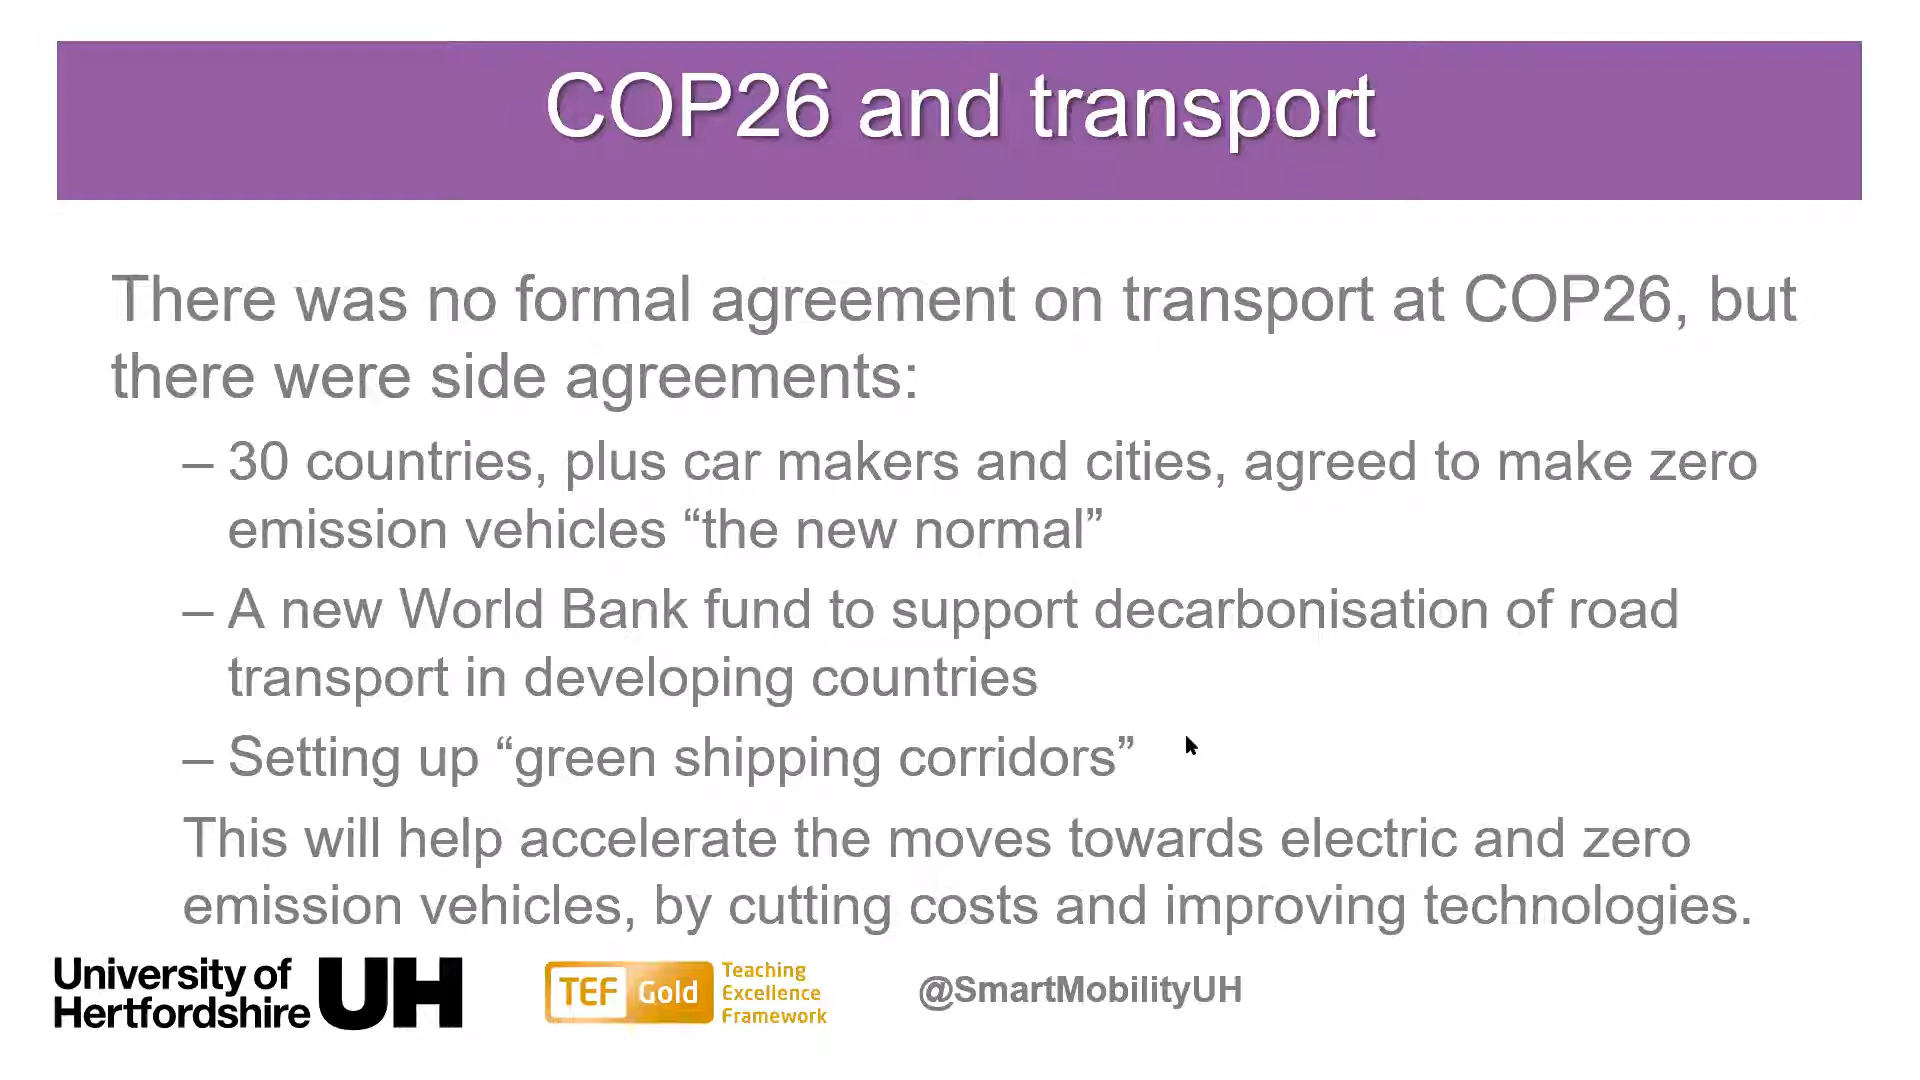 COP26 and transport
There was no formal agreement on transport at COP26, but
there were side agreements:
– 30 countries, plus car makers and cities, agreed to make zero
emission vehicles “the new normal”
– A new World Bank fund to support decarbonisation of road
transport in developing countries
– Setting up “green shipping corridors”
This will help accelerate the moves towards electric and zero
emission vehicles, by cutting costs and improving technologies.
University of
Hertfordshire UH
TEF Gold
Teaching
Excellence
Framework
@SmartMobilityUH